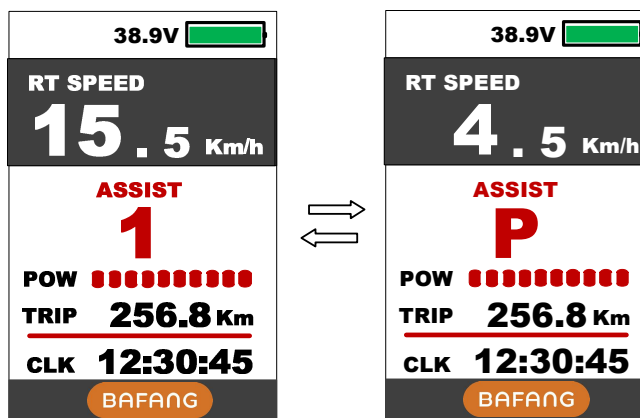 38.9V
RT SPEED
15.5 Km/h
ASSIST
1
POW
TRIP 256.8 Km
CLK 12:30:45
BAFANG
38.9V
RT SPEED
4.5 Km/h
ASSIST
P
POW
TRIP 256.8 Km
CLK 12:30:45
BAFANG